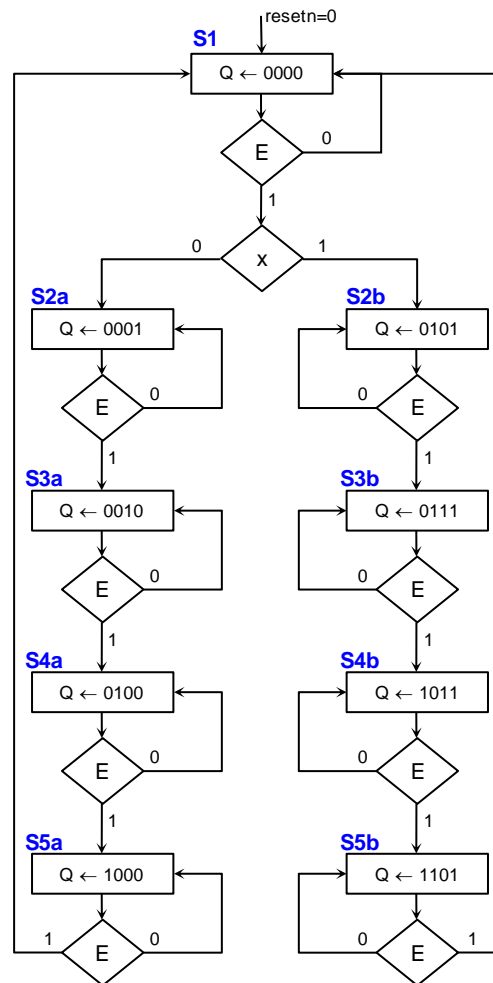 resetn=0
S1
Q ← 0000
E
0
1
0
x
1
S2a
S2b
Q ← 0001
Q ← 0101
E
0
0
E
1
1
S3a
S3b
Q ← 0010
Q ← 0111
E
0
0
E
1
1
S4a
S4b
Q ← 0100
Q ← 1011
E
0
0
E
1
1
S5a
S5b
Q ← 1000
Q ← 1101
1
E
0
0
E
1